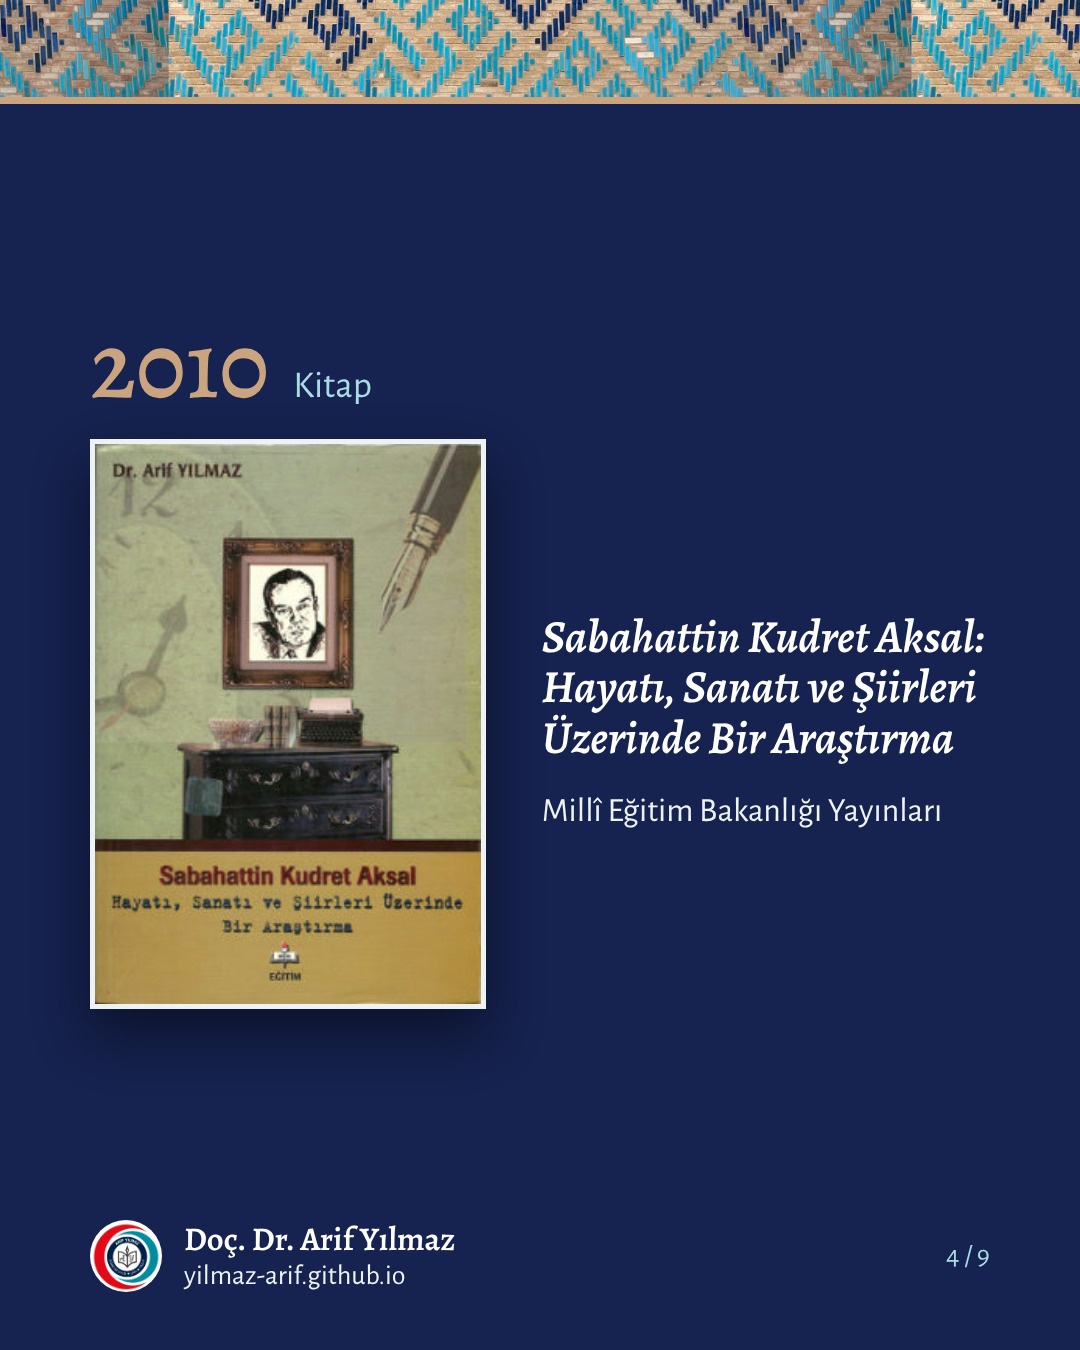 2010 Kitap
Dr. Arif YILMAZ
12
Sabahattin Kudret Aksal
Hayatı, Sanatı ve Şiirleri Üzerinde
Bir Araştırma
EĞİTİM
Sabahattin Kudret Aksal:
Hayatı, Sanatı ve Şiirleri
Üzerinde Bir Araştırma
Millî Eğitim Bakanlığı Yayınları
Doç. Dr. Arif Yılmaz
yilmaz-arif.github.io
4 / 9